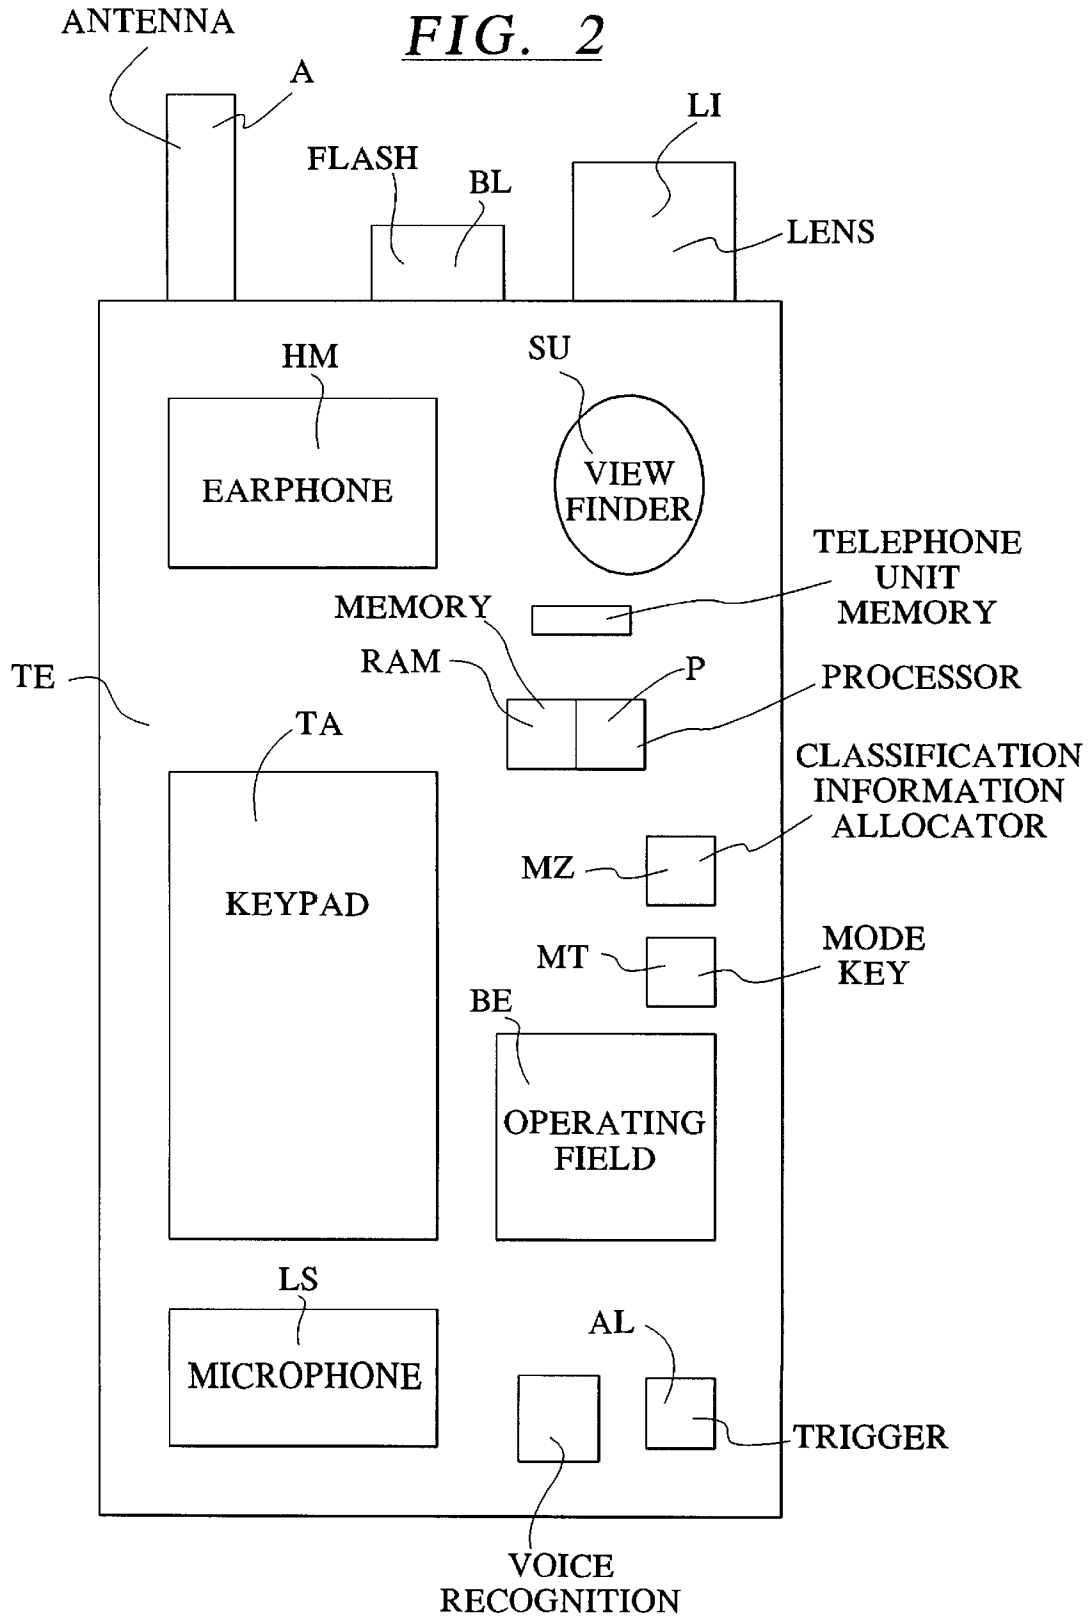 FIG. 2
ANTENNA
A
FLASH
BL
LI
LENS
HM
EARPHONE
SU
VIEW
FINDER
TELEPHONE
UNIT
MEMORY
MEMORY
RAM
P
PROCESSOR
TE
TA
KEYPAD
CLASSIFICATION
INFORMATION
ALLOCATOR
MZ
MT
MODE
KEY
BE
OPERATING
FIELD
LS
MICROPHONE
AL
TRIGGER
VOICE
RECOGNITION